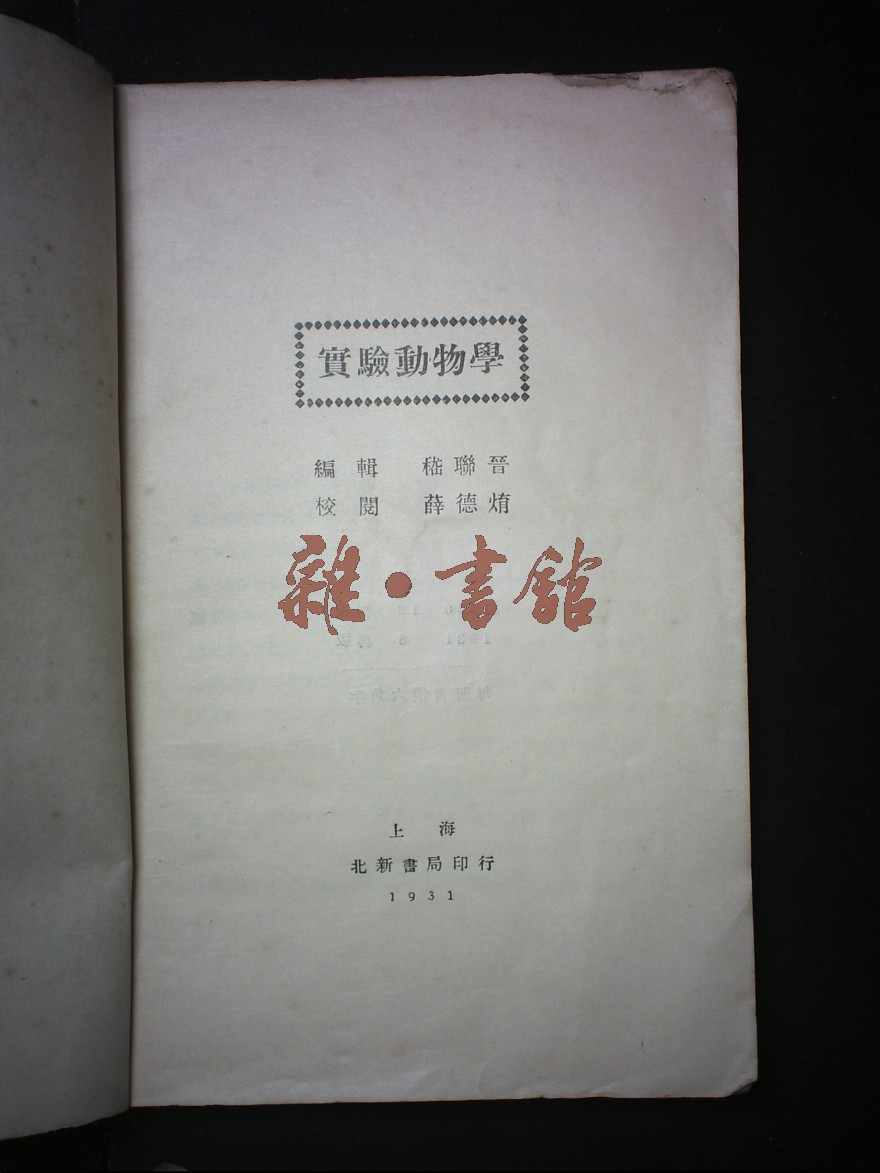 實驗動物學
編輯 嵇聯晉
校閱 薛德焴
雜·書館
上海
北新書局印行
1931